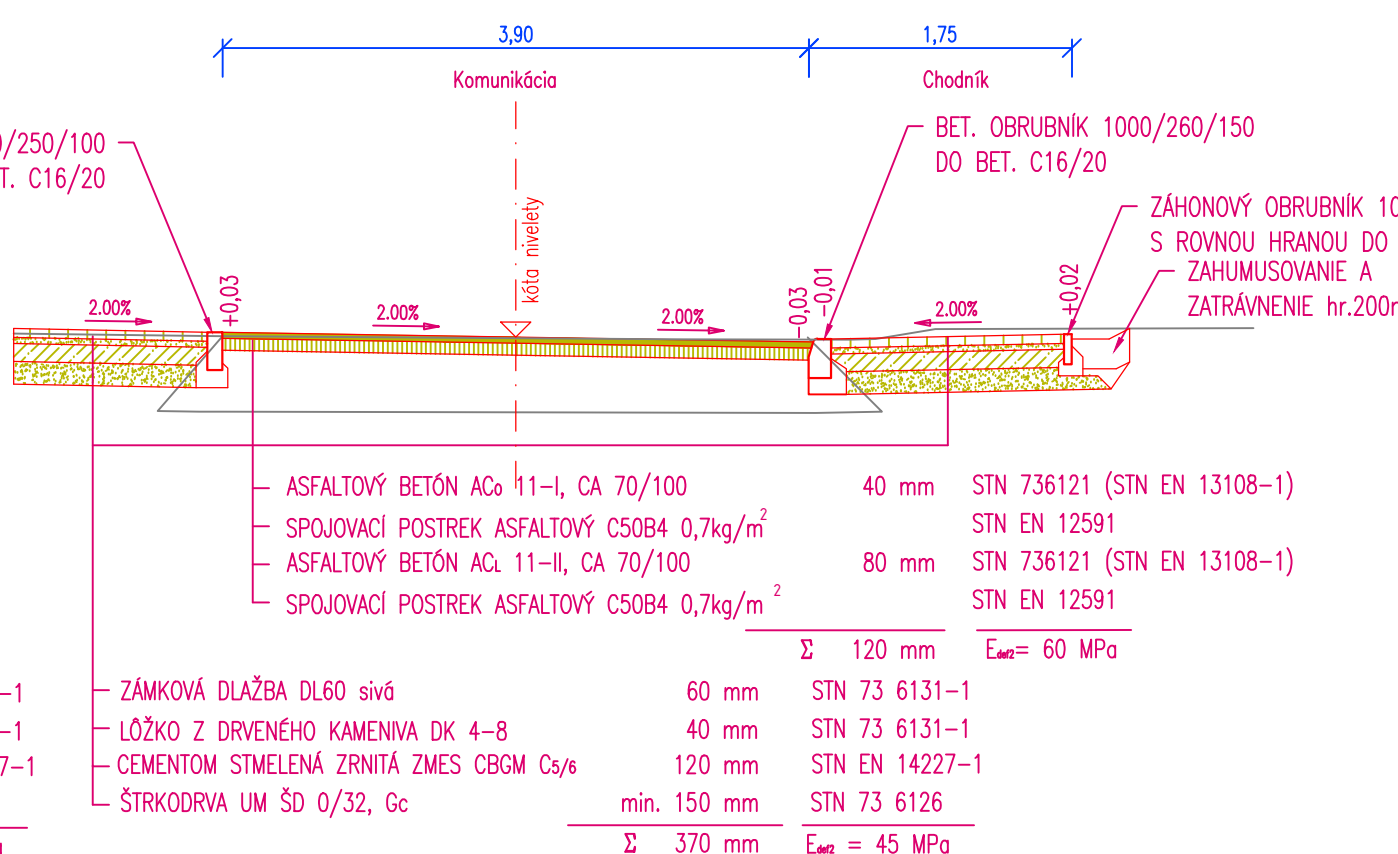 3,90
1,75
Komunikácia
Chodník
/250/100
T. C16/20
BET. OBRUBNÍK 1000/260/150
DO BET. C16/20
ZÁHONOVÝ OBRUBNÍK
S ROVNOU HRANOU DO
ZAHUMUSOVANIE A
ZATRÁVNENIE hr.200
kóta nivelety
2.00%
+0,03
2.00%
2.00%
-0,03
-0,01
2.00%
+0,02
ASFALTOVÝ BETÓN ACo 11-I, CA 70/100 40 mm STN 736121 (STN EN 13108-1)
SPOJOVACÍ POSTREK ASFALTOVÝ C50B4 0,7kg/m² STN EN 12591
ASFALTOVÝ BETÓN ACL 11-II, CA 70/100 80 mm STN 736121 (STN EN 13108-1)
SPOJOVACÍ POSTREK ASFALTOVÝ C50B4 0,7kg/m² STN EN 12591
Σ 120 mm Edef2= 60 MPa
-1 ZÁMKOVÁ DLAŽBA DL60 sivá 60 mm STN 73 6131-1
-1 LÔŽKO Z DRVENÉHO KAMENIVA DK 4-8 40 mm STN 73 6131-1
7-1 CEMENTOM STMELENÁ ZRNITÁ ZMES CBGM C5/6 120 mm STN EN 14227-1
ŠTRKODRVA UM ŠD 0/32, Gc min. 150 mm STN 73 6126
Σ 370 mm Edef2 = 45 MPa